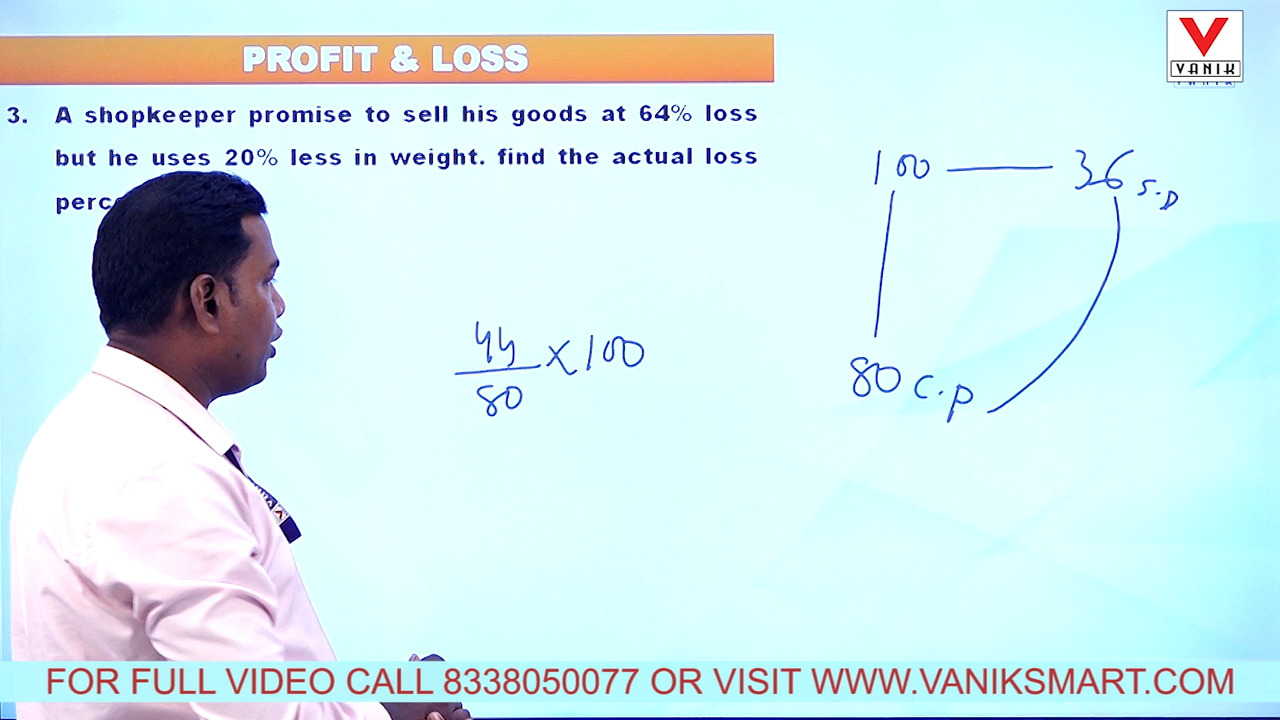 PROFIT & LOSS
VANIK
3. A shopkeeper promise to sell his goods at 64% loss
but he uses 20% less in weight. find the actual loss
100 — 36 S.P
44/80 × 100
80 C.P
FOR FULL VIDEO CALL 8338050077 OR VISIT WWW.VANIKSMART.COM